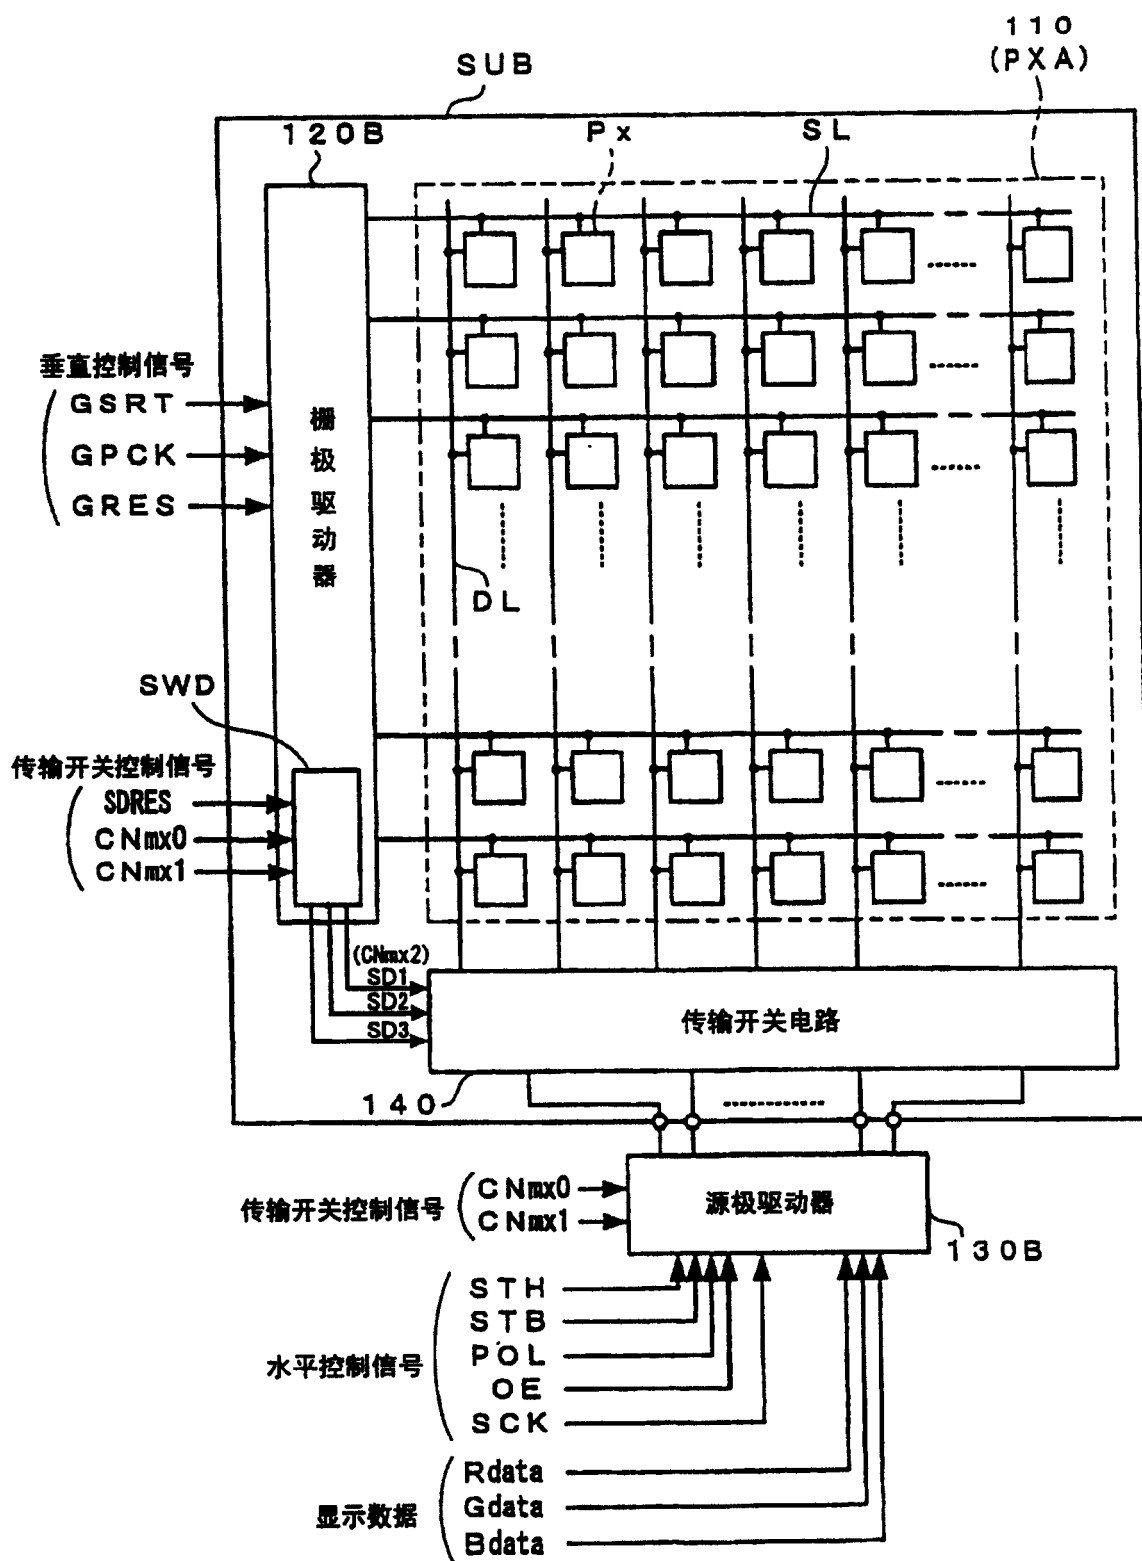 110
(PXA)
SUB
120B
Px
SL
垂直控制信号
GSRT
GPCK
GRES
栅极驱动器
DL
SWD
传输开关控制信号
SDRES
CNmx0
CNmx1
(CNmx2)
SD1
SD2
SD3
传输开关电路
140
传输开关控制信号
CNmx0
CNmx1
源极驱动器
130B
水平控制信号
STH
STB
POL
OE
SCK
显示数据
Rdata
Gdata
Bdata